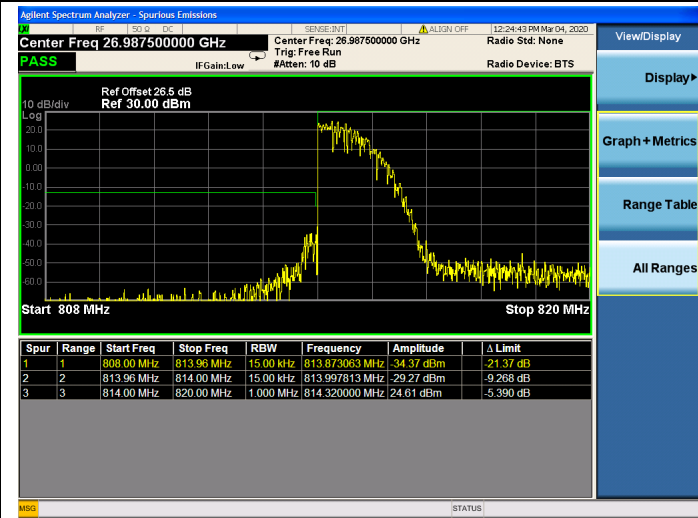 Agilent Spectrum Analyzer - Spurious Emissions
RF 50 Ω DC SENSE:INT ALIGN OFF 12:24:43 PM Mar 04, 2020
Center Freq 26.987500000 GHz Center Freq: 26.987500000 GHz Radio Std: None
Trig: Free Run
PASS IFGain:Low #Atten: 10 dB Radio Device: BTS
View/Display
Display
Graph+Metrics
Range Table
All Ranges
Ref Offset 26.5 dB
10 dB/div Ref 30.00 dBm
Log
20.0
10.0
0.00
-10.0
-20.0
-30.0
-40.0
-50.0
-60.0
Start 808 MHz Stop 820 MHz
Spur Range Start Freq Stop Freq RBW Frequency Amplitude Δ Limit
1 1 808.00 MHz 813.96 MHz 15.00 kHz 813.873063 MHz -34.37 dBm -21.37 dB
2 2 813.96 MHz 814.00 MHz 15.00 kHz 813.997813 MHz -29.27 dBm -9.268 dB
3 3 814.00 MHz 820.00 MHz 1.000 MHz 814.320000 MHz 24.61 dBm -5.390 dB
MSG STATUS